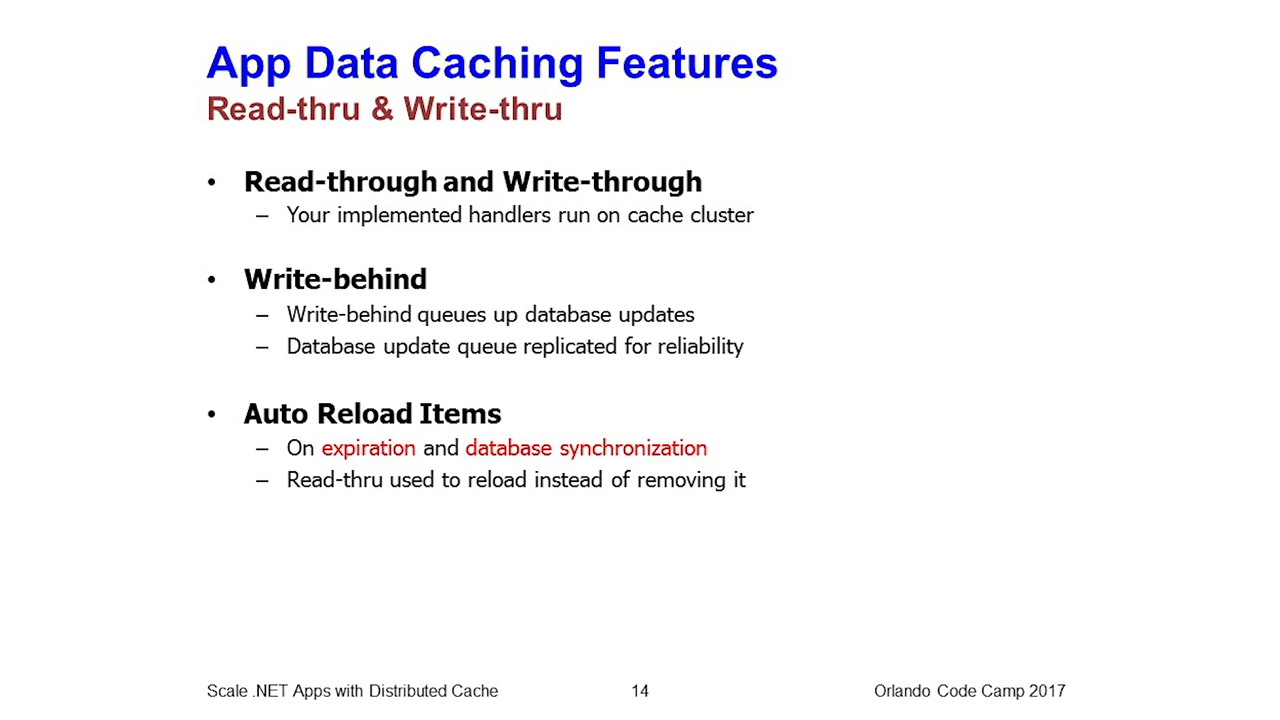 App Data Caching Features
Read-thru & Write-thru
• Read-through and Write-through
– Your implemented handlers run on cache cluster
• Write-behind
– Write-behind queues up database updates
– Database update queue replicated for reliability
• Auto Reload Items
– On expiration and database synchronization
– Read-thru used to reload instead of removing it
Scale .NET Apps with Distributed Cache 14 Orlando Code Camp 2017